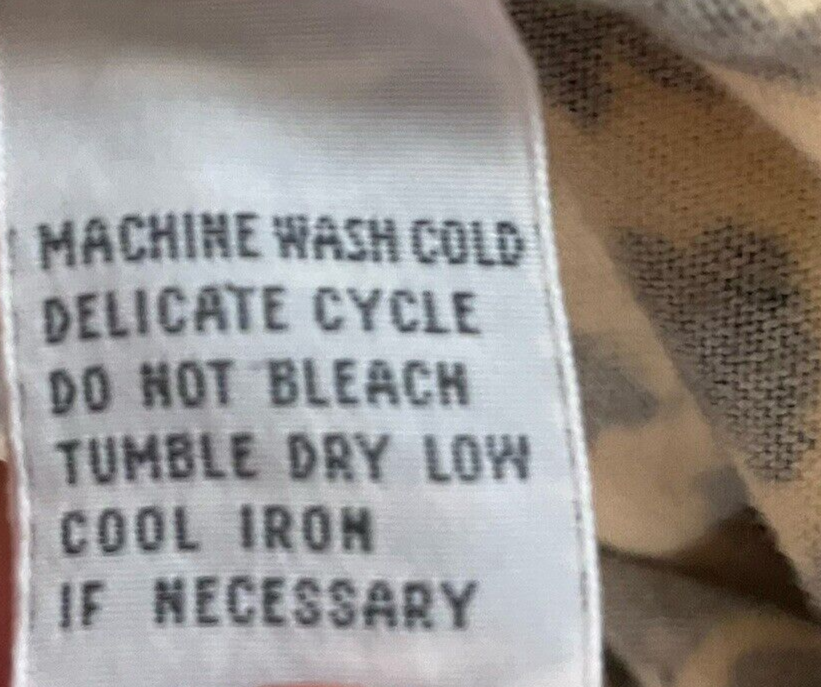 MACHINE WASH COLD
DELICATE CYCLE
DO NOT BLEACH
TUMBLE DRY LOW
COOL IRON
IF NECESSARY